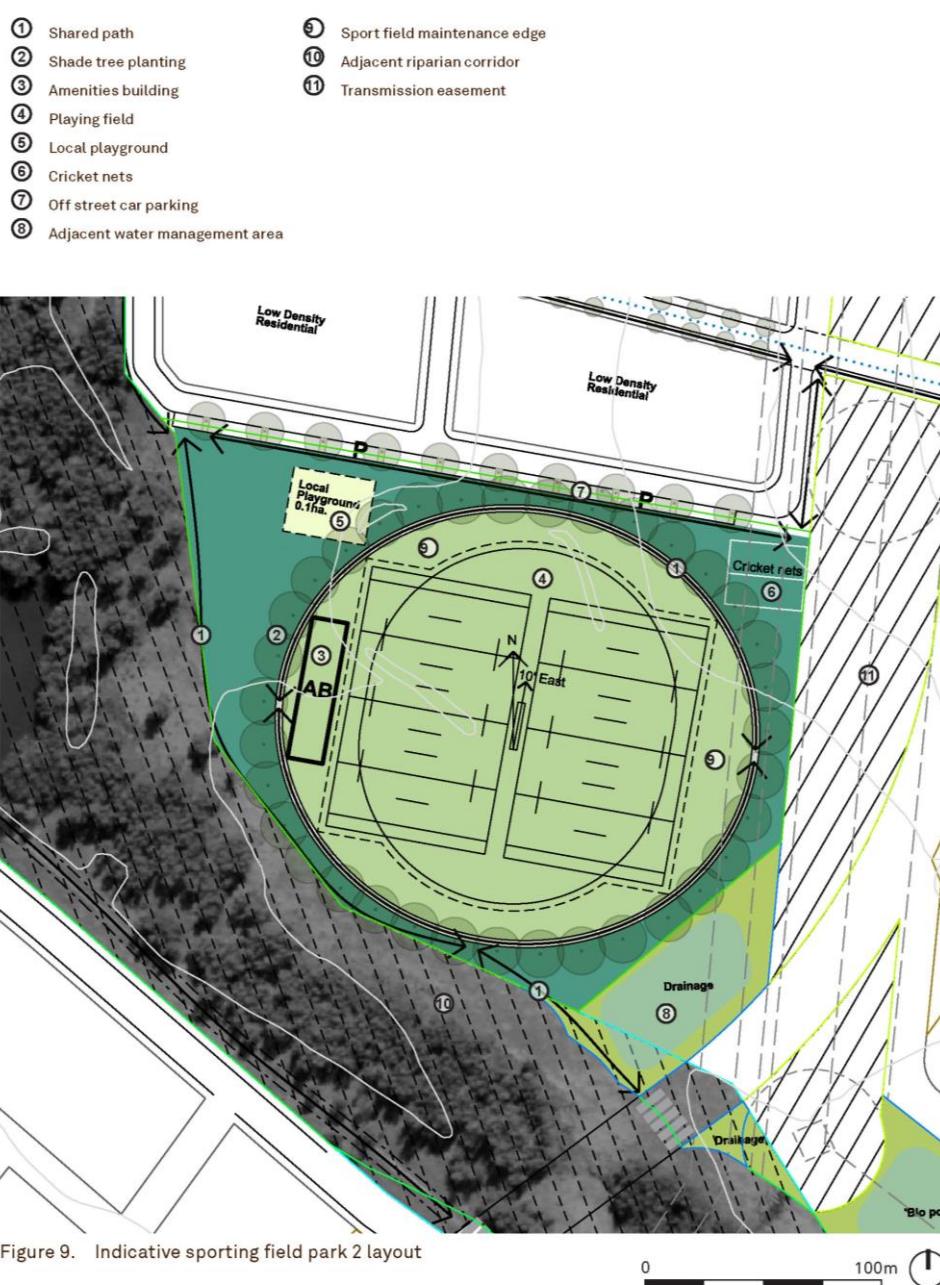 1 Shared path
2 Shade tree planting
3 Amenities building
4 Playing field
5 Local playground
6 Cricket nets
7 Off street car parking
8 Adjacent water management area
9 Sport field maintenance edge
10 Adjacent riparian corridor
11 Transmission easement
Low Density
Residential
Low Density
Residential
P
7
P
Local
Playground
0.1ha.
5
9
4
1
Cricket nets
6
1
2
3
AB
N
10° East
11
9
10
1
Drainage
8
Drainage
"Bio
Figure 9. Indicative sporting field park 2 layout
0
100m